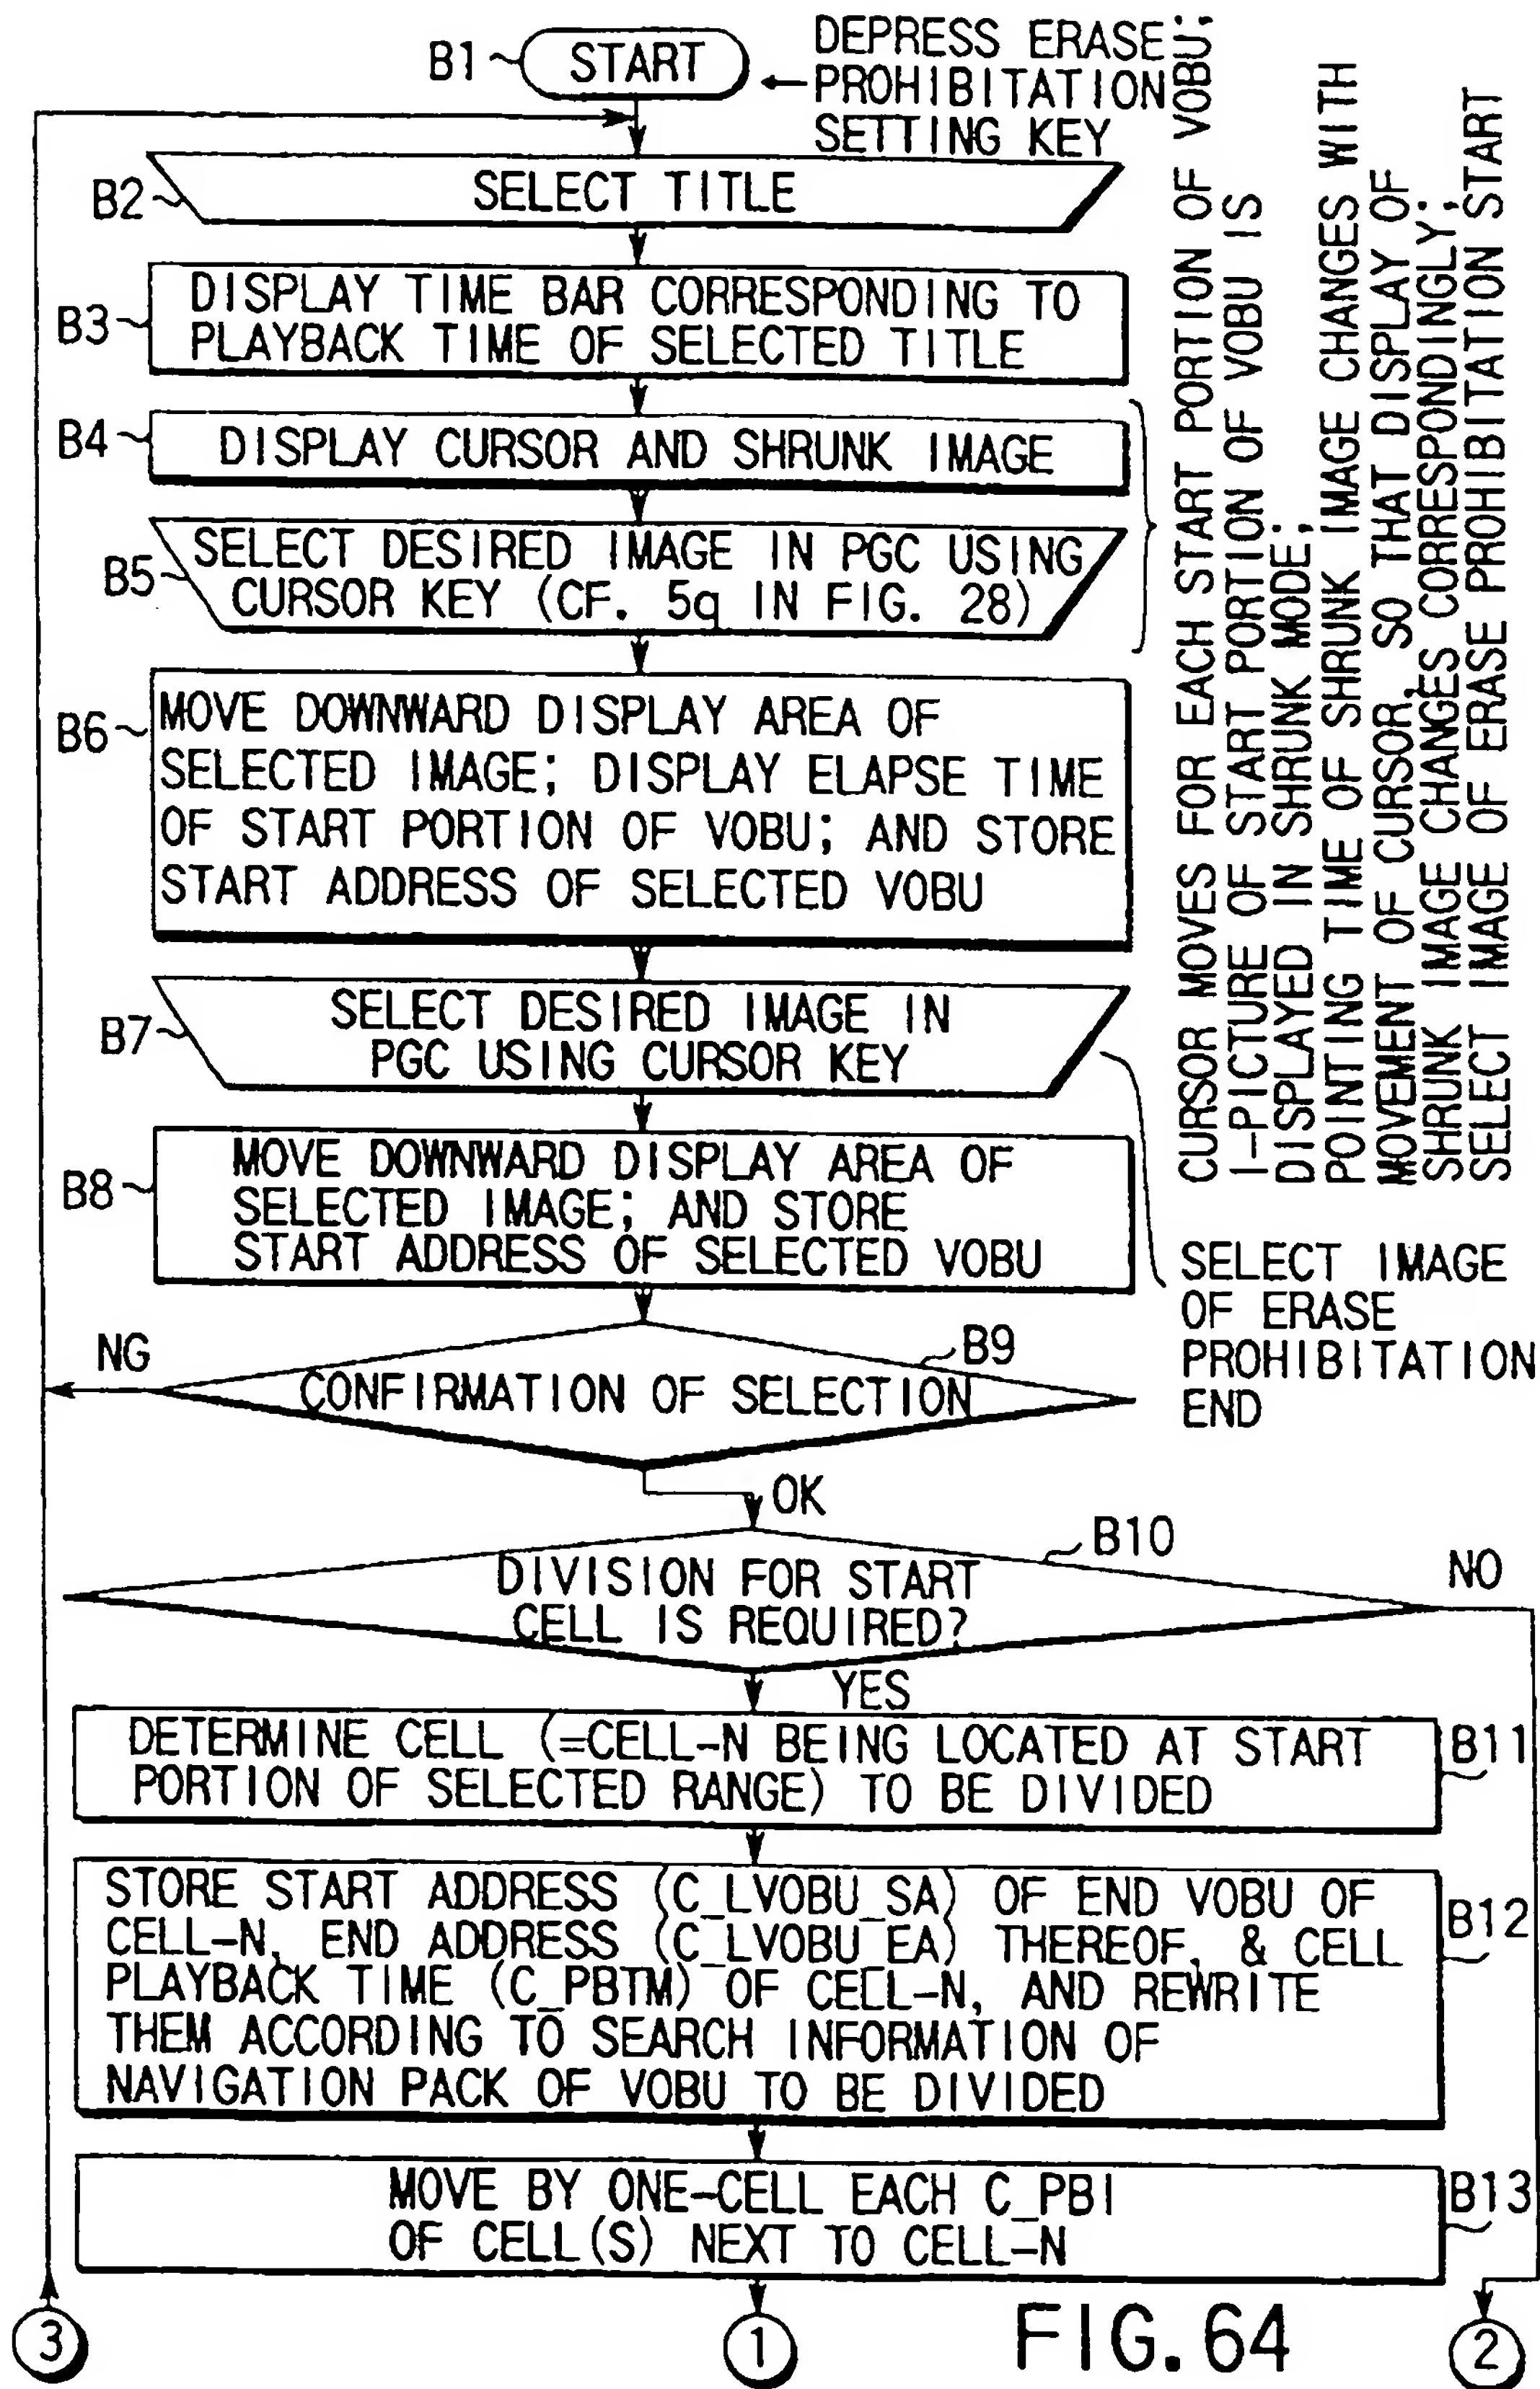 B1
START
DEPRESS ERASE
PROHIBITATION
SETTING KEY
B2
SELECT TITLE
B3
DISPLAY TIME BAR CORRESPONDING TO
PLAYBACK TIME OF SELECTED TITLE
B4
DISPLAY CURSOR AND SHRUNK IMAGE
B5
SELECT DESIRED IMAGE IN PGC USING
CURSOR KEY (CF. 5q IN FIG. 28)
CURSOR MOVES FOR EACH START PORTION OF VOBU;
I-PICTURE OF START PORTION OF VOBU IS
DISPLAYED IN SHRUNK MODE;
POINTING TIME OF SHRUNK IMAGE CHANGES WITH
MOVEMENT OF CURSOR, SO THAT DISPLAY OF
SHRUNK IMAGE CHANGES CORRESPONDINGLY;
SELECT IMAGE OF ERASE PROHIBITATION START
B6
MOVE DOWNWARD DISPLAY AREA OF
SELECTED IMAGE; DISPLAY ELAPSE TIME
OF START PORTION OF VOBU; AND STORE
START ADDRESS OF SELECTED VOBU
B7
SELECT DESIRED IMAGE IN
PGC USING CURSOR KEY
B8
MOVE DOWNWARD DISPLAY AREA OF
SELECTED IMAGE; AND STORE
START ADDRESS OF SELECTED VOBU
SELECT IMAGE
OF ERASE
PROHIBITATION
END
NG
B9
CONFIRMATION OF SELECTION
OK
B10
DIVISION FOR START
CELL IS REQUIRED?
NO
YES
DETERMINE CELL (=CELL-N BEING LOCATED AT START
PORTION OF SELECTED RANGE) TO BE DIVIDED
B11
STORE START ADDRESS (C_LVOBU_SA) OF END VOBU OF
CELL-N, END ADDRESS (C_LVOBU_EA) THEREOF, & CELL
PLAYBACK TIME (C_PBTM) OF CELL-N, AND REWRITE
THEM ACCORDING TO SEARCH INFORMATION OF
NAVIGATION PACK OF VOBU TO BE DIVIDED
B12
MOVE BY ONE-CELL EACH C_PBI
OF CELL(S) NEXT TO CELL-N
B13
3
1
FIG. 64
2